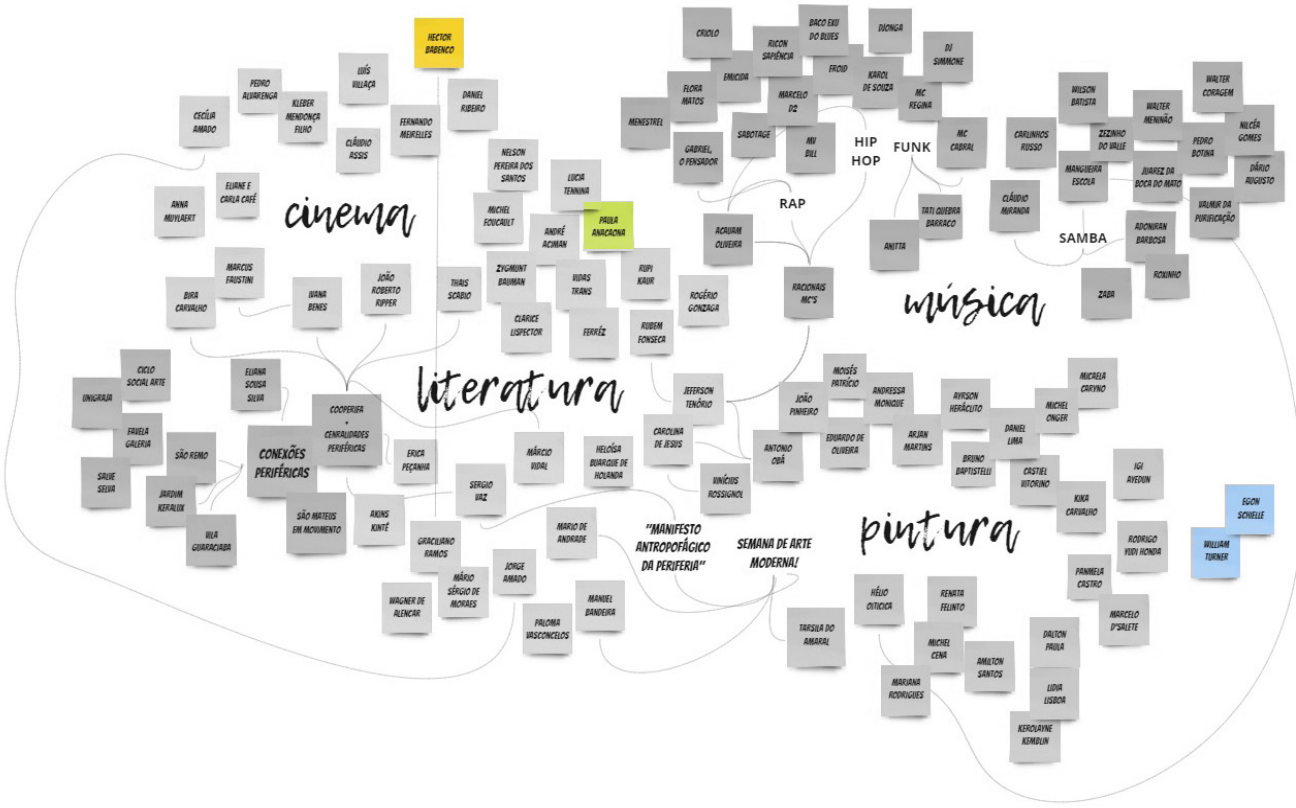 HECTOR
BABENCO
LUÍS
VILLAÇA
PEDRO
ALVARENGA
KLEBER
MENDONÇA
FILHO
CECÍLIA
AMADO
CLÁUDIO
ASSIS
FERNANDO
MEIRELLES
DANIEL
RIBEIRO
ANNA
MUYLAERT
ELIANE E
CARLA CAFÉ
cinema
MARCUS
FAUSTINI
BIRA
CARVALHO
IVANA
BENES
JOÃO
ROBERTO
RIPPER
THAIS
SCABIO
NELSON
PEREIRA DOS
SANTOS
LUCIA
TENNINA
MICHEL
FOUCAULT
ANDRÉ
ACIMAN
PAULA
ANACAONA
ZYGMUNT
BAUMAN
VIDAS
TRANS
RUPI
KAUR
ROGÉRIO
GONZAGA
CLARICE
LISPECTOR
FERRÉZ
RUBEM
FONSECA
literatura
CRIOLO
RICON
SAPIÊNCIA
BACO EXU
DO BLUES
DJONGA
DJ
SIMMONE
EMICIDA
FROID
KAROL
DE SOUZA
FLORA
MATOS
MARCELO
D2
MC
REGINA
MENESTREL
SABOTAGE
MV
BILL
MC
CABRAL
GABRIEL,
O PENSADOR
HIP
HOP
FUNK
RAP
ACAUAM
OLIVEIRA
RACIONAIS
MC'S
ANITTA
TATI QUEBRA
BARRACO
música
WILSON
BATISTA
WALTER
MENINÃO
WALTER
CORAGEM
CARLINHOS
RUSSO
ZEZINHO
DO VALLE
PEDRO
BOTINA
NILCÉA
GOMES
MANGUEIRA
ESCOLA
JUAREZ DA
BOCA DO MATO
DÁRIO
AUGUSTO
CLÁUDIO
MIRANDA
VALMIR DA
PURIFICAÇÃO
SAMBA
ADONIRAN
BARBOSA
ROXINHO
ZABA
CICLO
SOCIAL ARTE
UNIGRAJA
FAVELA
GALERIA
SÃO REMO
SALVE
SELVA
JARDIM
KERALUX
VILA
GUARACIABA
ELIANA
SOUSA
SILVA
COOPERIFA
+
CENRALIDADES
PERIFÉRICAS
CONEXÕES
PERIFÉRICAS
SÃO MATEUS
EM MOVIMENTO
ERICA
PEÇANHA
AKINS
KINTÉ
SERGIO
VAZ
MÁRCIO
VIDAL
HELOÍSA
BUARQUE DE
HOLANDA
GRACILIANO
RAMOS
MARIO DE
ANDRADE
WAGNER DE
ALENCAR
MÁRIO
SÉRGIO DE
MORAES
JORGE
AMADO
PALOMA
VASCONCELOS
MANUEL
BANDEIRA
JEFERSON
TENÓRIO
CAROLINA
DE JESUS
VINÍCIUS
ROSSIGNOL
"MANIFESTO
ANTROPOFÁGICO
DA PERIFERIA"
SEMANA DE ARTE
MODERNA!
TARSILA DO
AMARAL
ANTONIO
OBÁ
JOÃO
PINHEIRO
MOISÉS
PATRÍCIO
ANDRESSA
MONIQUE
EDUARDO DE
OLIVEIRA
ARJAN
MARTINS
AYRSON
HERÁCLITO
BRUNO
BAPTISTELLI
DANIEL
LIMA
MICHEL
ONGER
MICAELA
CARYNO
CASTIEL
VITORINO
KIKA
CARVALHO
IGI
AYEDUN
pintura
RODRIGO
YUDI HONDA
PANMELA
CASTRO
MARCELO
D'SALETE
EGON
SCHIELLE
WILLIAM
TURNER
HÉLIO
OITICICA
RENATA
FELINTO
MICHEL
CENA
MARIANA
RODRIGUES
AMILTON
SANTOS
DALTON
PAULA
LIDIA
LISBOA
KEROLAYNE
KEMBLIN